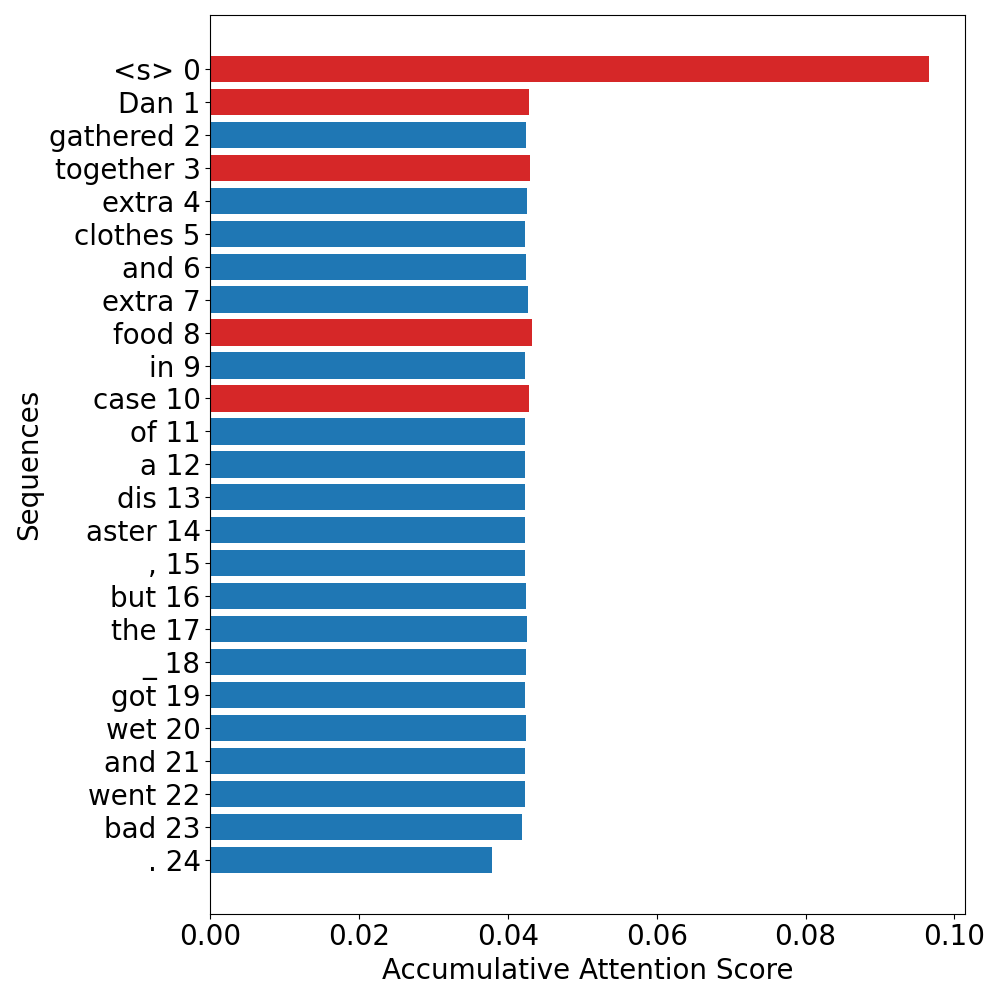 <s> 0
Dan 1
gathered 2
together 3
extra 4
clothes 5
and 6
extra 7
food 8
in 9
case 10
of 11
a 12
dis 13
aster 14
, 15
but 16
the 17
_ 18
got 19
wet 20
and 21
went 22
bad 23
. 24
Sequences
0.00 0.02 0.04 0.06 0.08 0.10
Accumulative Attention Score